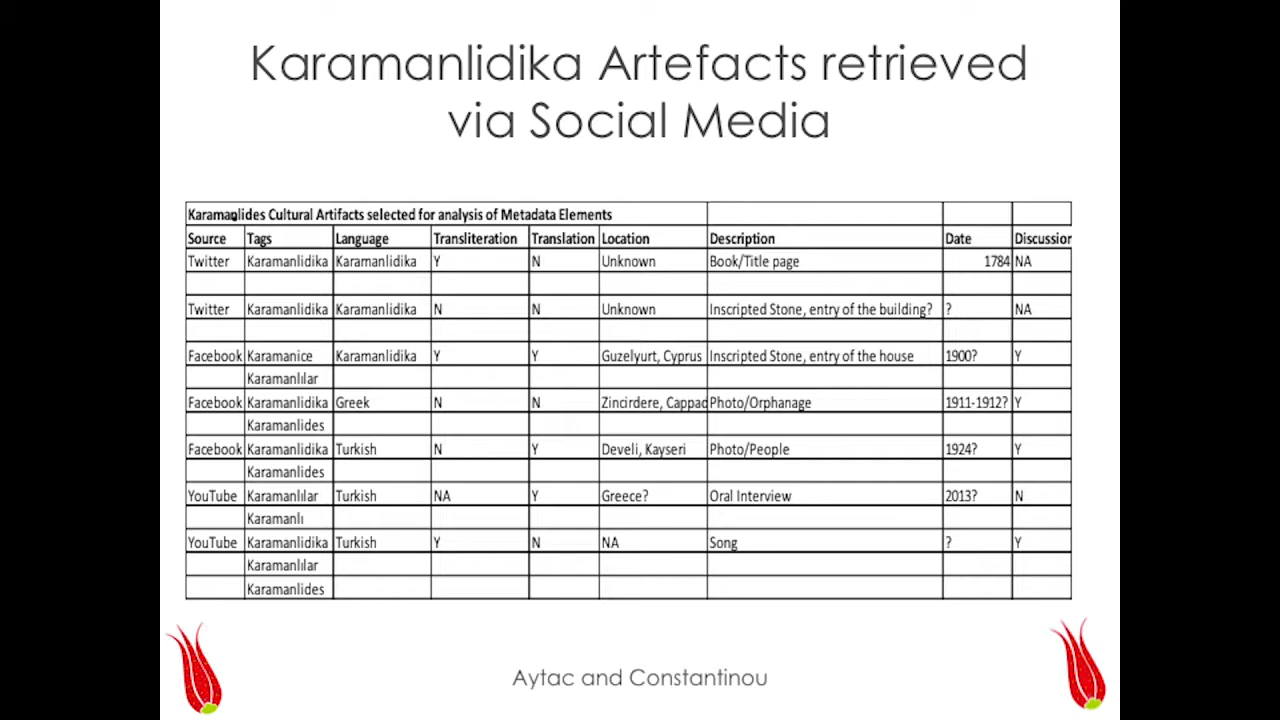 Karamanlidika Artefacts retrieved
via Social Media
Karamanlides Cultural Artifacts selected for analysis of Metadata Elements
Source Tags Language Transliteration Translation Location Description Date Discussion
Twitter Karamanlidika Karamanlidika Y N Unknown Book/Title page 1784 NA
Twitter Karamanlidika Karamanlidika N N Unknown Inscripted Stone, entry of the building? ? NA
Facebook Karamanice Karamanlidika Y Y Guzelyurt, Cyprus Inscripted Stone, entry of the house 1900? Y
Karamanlılar
Facebook Karamanlidika Greek N N Zincirdere, Cappad Photo/Orphanage 1911-1912? Y
Karamanlides
Facebook Karamanlidika Turkish N Y Develi, Kayseri Photo/People 1924? Y
Karamanlides
YouTube Karamanlılar Turkish NA Y Greece? Oral Interview 2013? N
Karamanlı
YouTube Karamanlidika Turkish Y N NA Song ? Y
Karamanlılar
Karamanlides
Aytac and Constantinou